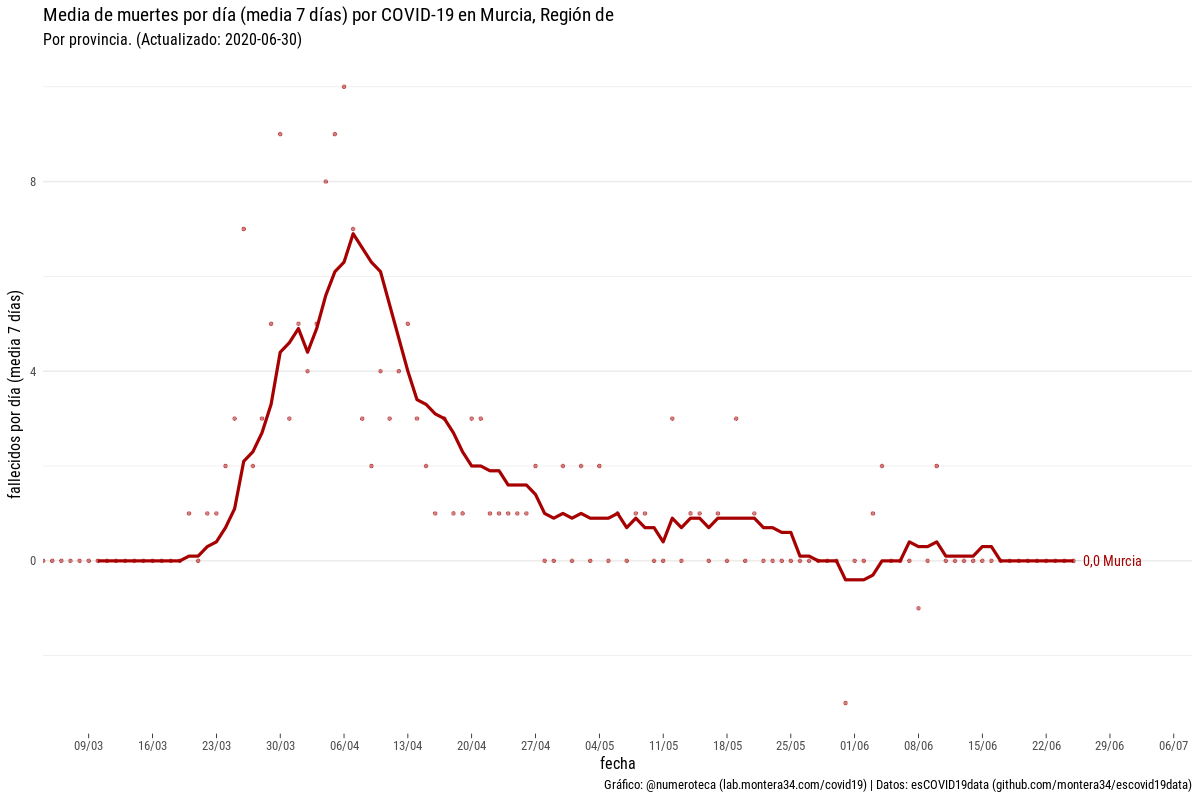 Media de muertes por día (media 7 días) por COVID-19 en Murcia, Región de
Por provincia. (Actualizado: 2020-06-30)
fallecidos por día (media 7 días)
8
4
0
0,0 Murcia
09/03 16/03 23/03 30/03 06/04 13/04 20/04 27/04 04/05 11/05 18/05 25/05 01/06 08/06 15/06 22/06 29/06 06/07
fecha
Gráfico: @numeroteca (lab.montera34.com/covid19) | Datos: esCOVID19data (github.com/montera34/escovid19data)